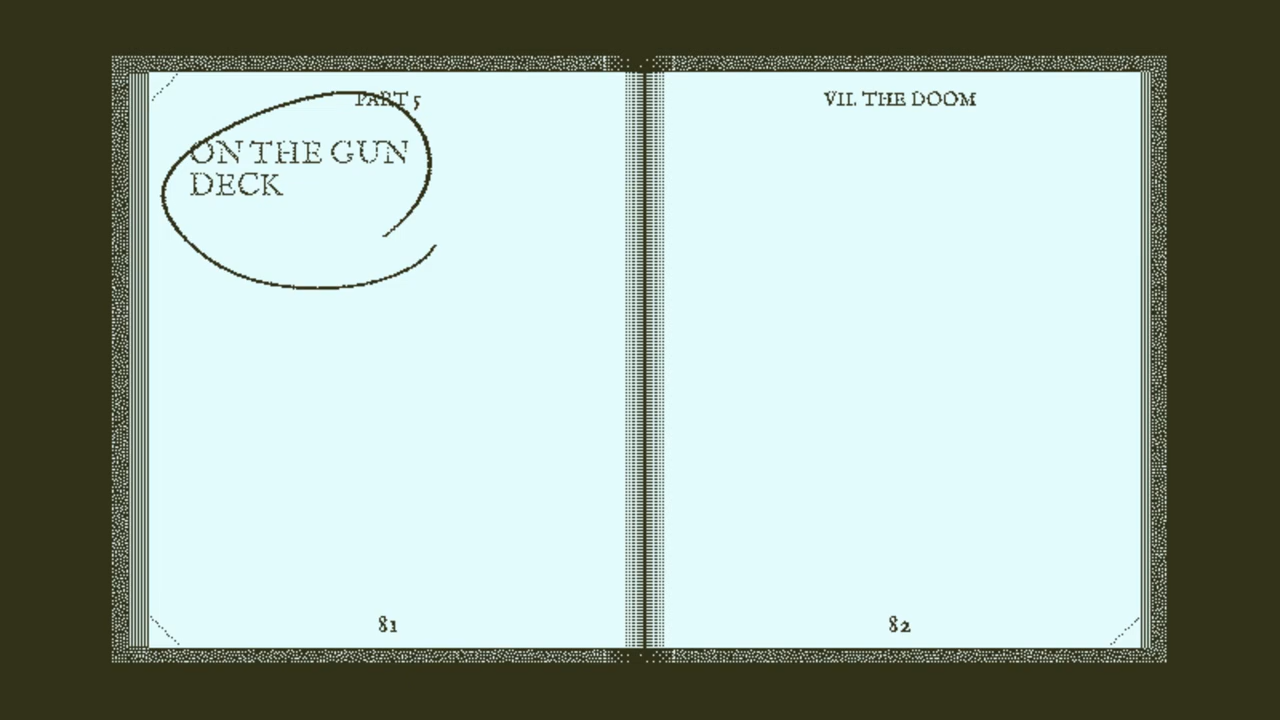 PART 5
ON THE GUN
DECK
81
VII. THE DOOM
82